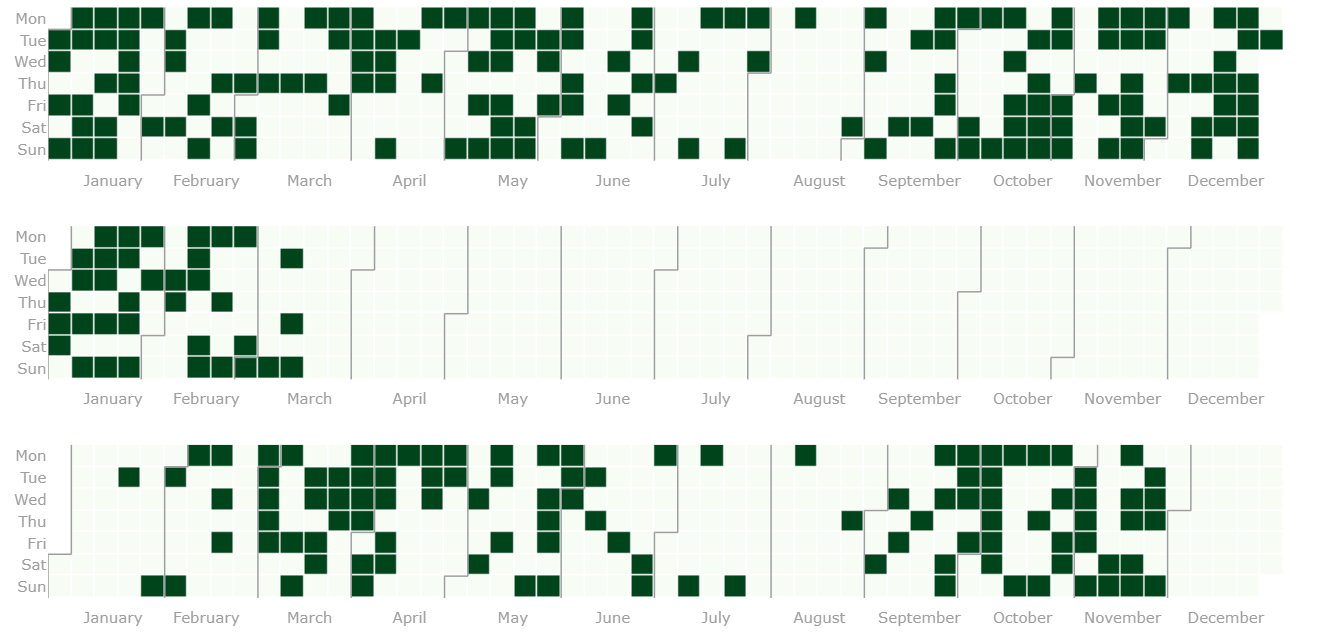 Mon
Tue
Wed
Thu
Fri
Sat
Sun
January February March April May June July August September October November December
Mon
Tue
Wed
Thu
Fri
Sat
Sun
January February March April May June July August September October November December
Mon
Tue
Wed
Thu
Fri
Sat
Sun
January February March April May June July August September October November December